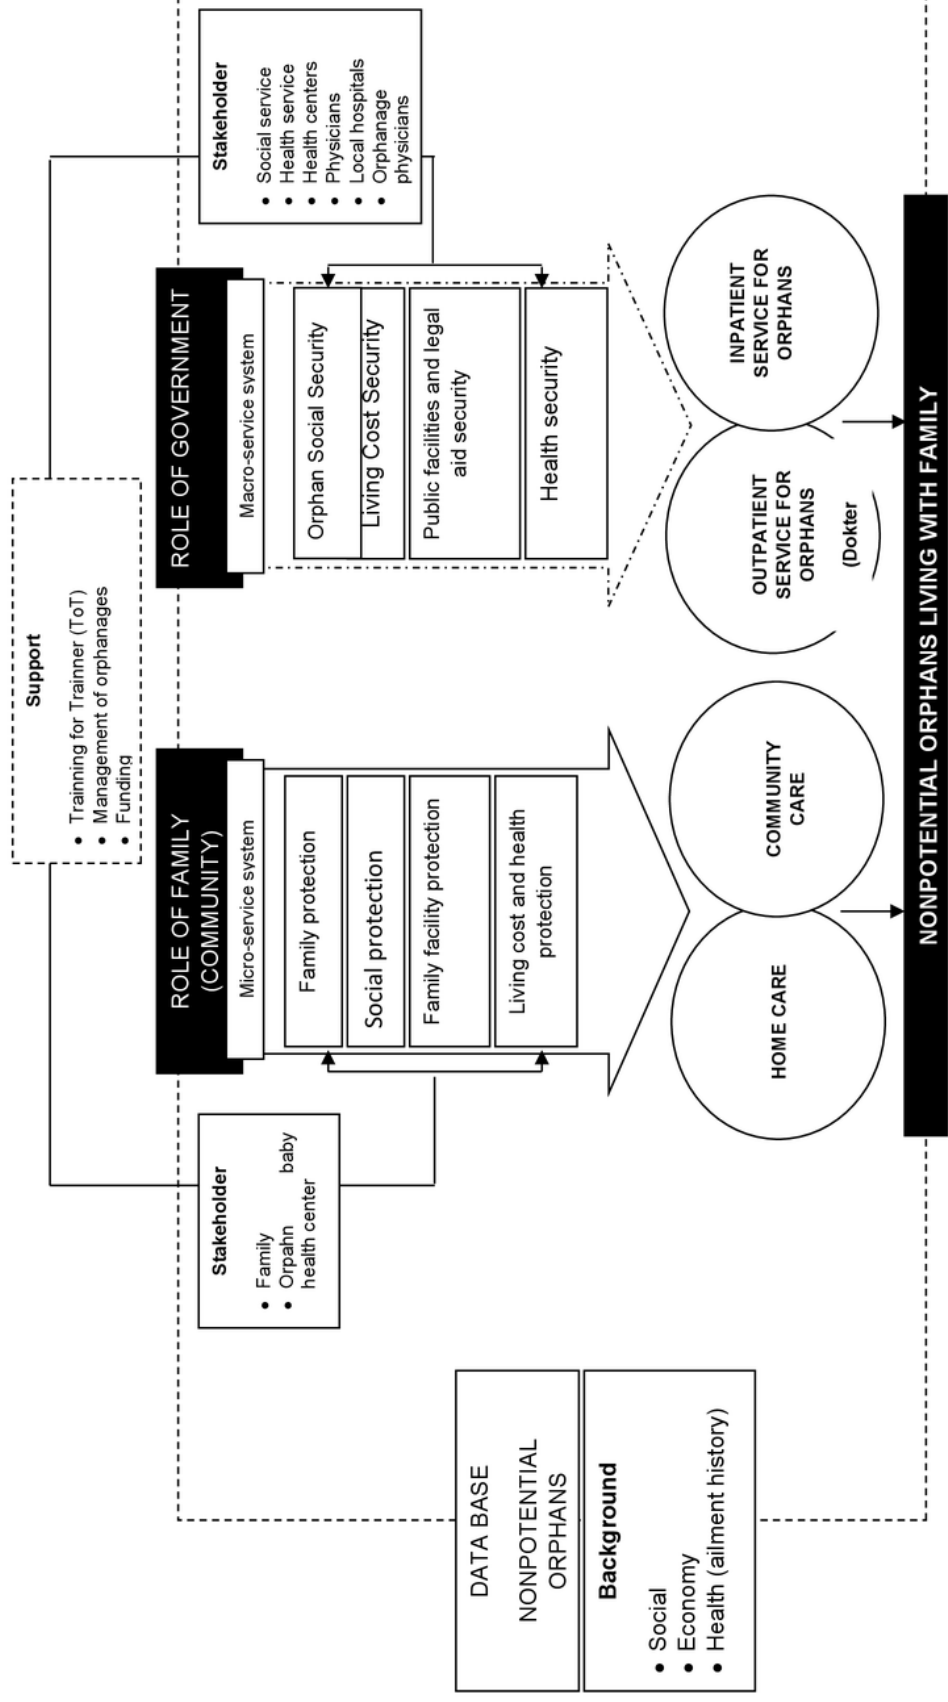 Support
• Trainning for Trainner (ToT)
• Management of orphanages
• Funding
Stakeholder
• Family
• Orpahn baby
health center
ROLE OF FAMILY
(COMMUNITY)
Micro-service system
Family protection
Social protection
Family facility protection
Living cost and health
protection
ROLE OF GOVERNMENT
Macro-service system
Orphan Social Security
Living Cost Security
Public facilities and legal
aid security
Health security
Stakeholder
• Social service
• Health service
• Health centers
• Physicians
• Local hospitals
• Orphanage
physicians
DATA BASE
NONPOTENTIAL
ORPHANS
Background
• Social
• Economy
• Health (ailment history)
HOME CARE
COMMUNITY
CARE
OUTPATIENT
SERVICE FOR
ORPHANS
(Dokter
INPATIENT
SERVICE FOR
ORPHANS
NONPOTENTIAL ORPHANS LIVING WITH FAMILY